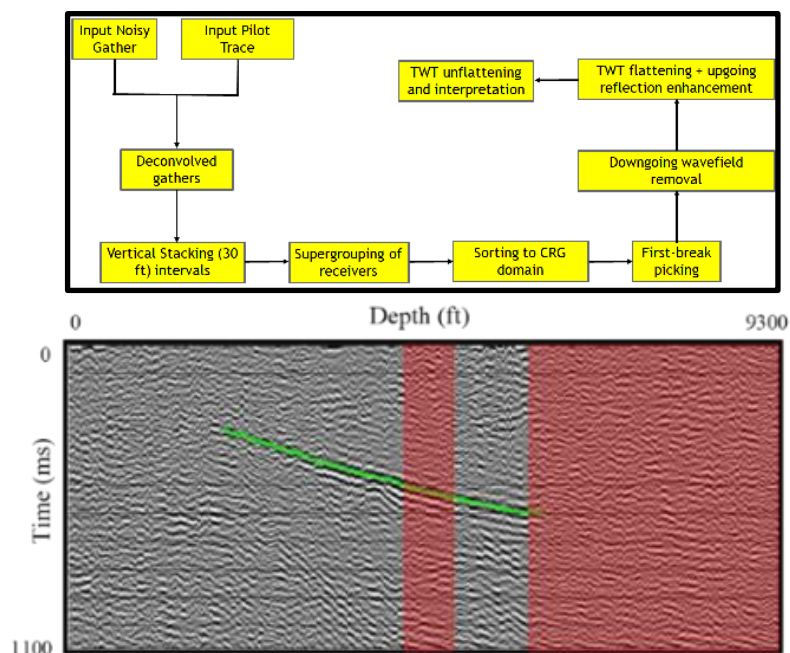 Input Noisy
Gather
Input Pilot
Trace
TWT unflattening
and interpretation
TWT flattening + upgoing
reflection enhancement
Deconvolved
gathers
Downgoing wavefield
removal
Vertical Stacking (30
ft) intervals
Supergrouping of
receivers
Sorting to CRG
domain
First-break
picking
0
Depth (ft)
9300
0
Time (ms)
1100